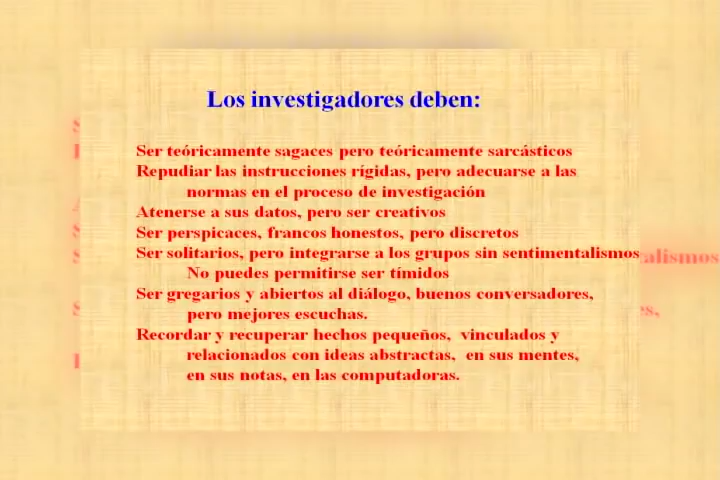 Los investigadores deben:
Ser teóricamente sagaces pero teóricamente sarcásticos
Repudiar las instrucciones rígidas, pero adecuarse a las
normas en el proceso de investigación
Atenerse a sus datos, pero ser creativos
Ser perspicaces, francos honestos, pero discretos
Ser solitarios, pero integrarse a los grupos sin sentimentalismos
No puedes permitirse ser tímidos
Ser gregarios y abiertos al diálogo, buenos conversadores,
pero mejores escuchas.
Recordar y recuperar hechos pequeños, vinculados y
relacionados con ideas abstractas, en sus mentes,
en sus notas, en las computadoras.